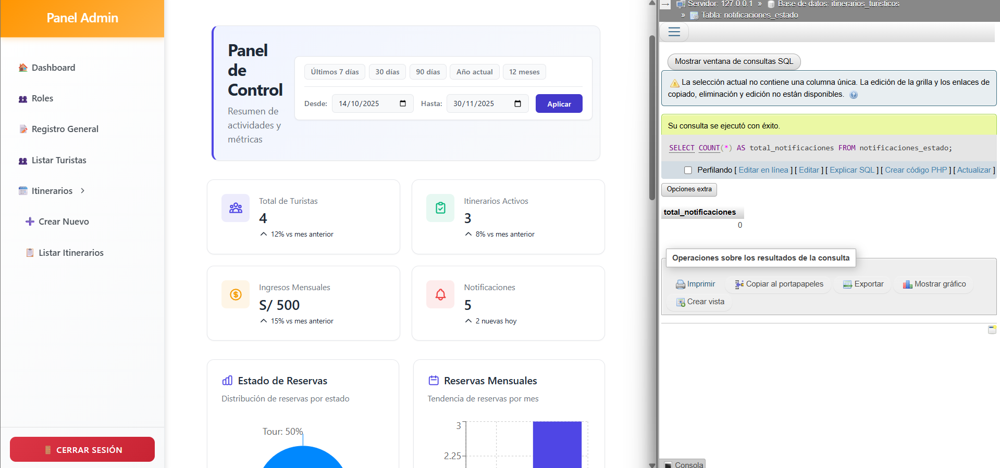 Panel Admin
Dashboard
Roles
Registro General
Listar Turistas
Itinerarios
Crear Nuevo
Listar Itinerarios
CERRAR SESIÓN
Panel
de
Control
Resumen de
actividades y
métricas
Últimos 7 días
30 días
90 días
Año actual
12 meses
Desde:
14/10/2025
Hasta:
30/11/2025
Aplicar
Total de Turistas
4
12% vs mes anterior
Itinerarios Activos
3
8% vs mes anterior
Ingresos Mensuales
S/ 500
15% vs mes anterior
Notificaciones
5
2 nuevas hoy
Estado de Reservas
Distribución de reservas por estado
Tour: 50%
Reservas Mensuales
Tendencia de reservas por mes
3
2.25
Servidor: 127.0.0.1 » Base de datos: itinerarios_turisticos
» Tabla: notificaciones_estado
Mostrar ventana de consultas SQL
La selección actual no contiene una columna única. La edición de la grilla y los enlaces de
copiado, eliminación y edición no están disponibles.
Su consulta se ejecutó con éxito.
SELECT COUNT(*) AS total_notificaciones FROM notificaciones_estado;
Perfilando [ Editar en línea ] [ Editar ] [ Explicar SQL ] [ Crear código PHP ] [ Actualizar ]
Opciones extra
total_notificaciones
0
Operaciones sobre los resultados de la consulta
Imprimir
Copiar al portapapeles
Exportar
Mostrar gráfico
Crear vista
Consola